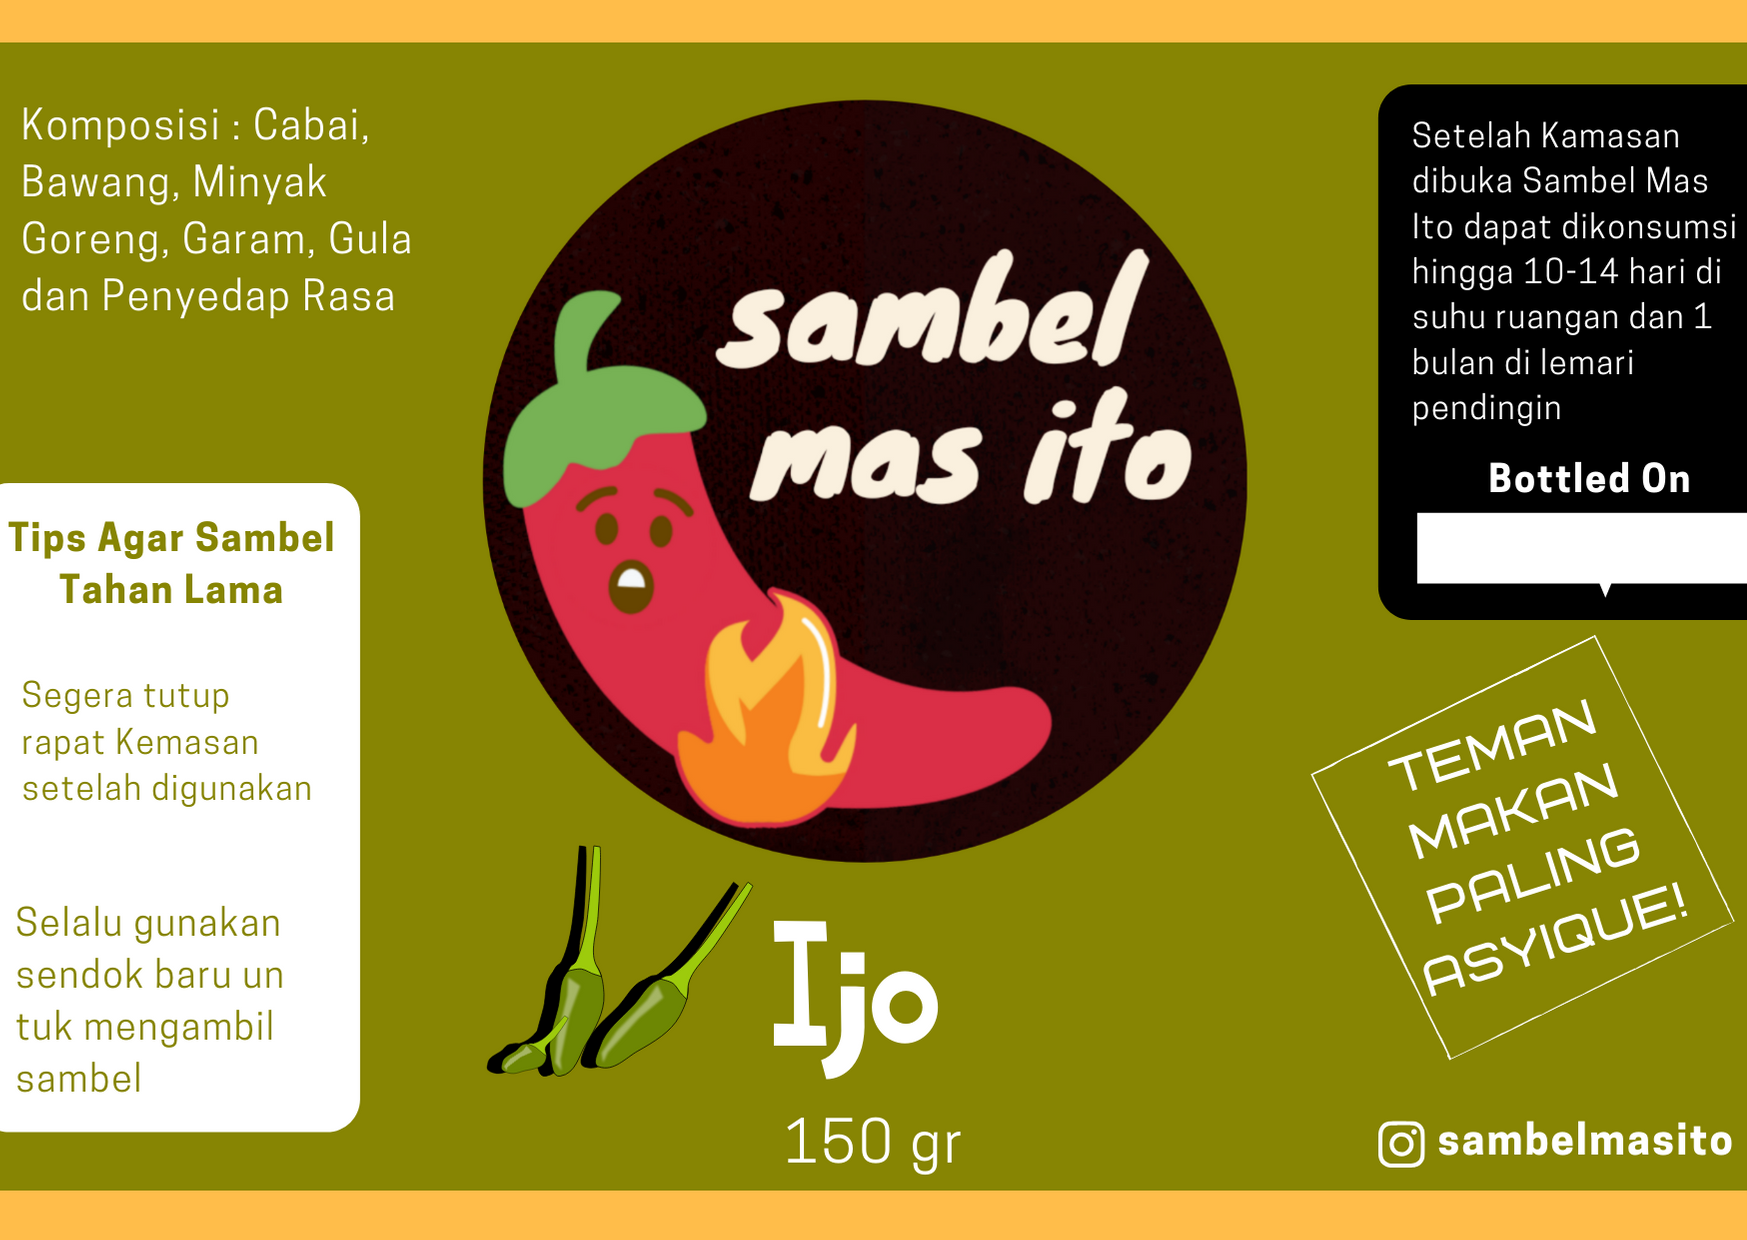 Komposisi : Cabai,
Bawang, Minyak
Goreng, Garam, Gula
dan Penyedap Rasa
Tips Agar Sambel
Tahan Lama
Segera tutup
rapat Kemasan
setelah digunakan
Selalu gunakan
sendok baru un
tuk mengambil
sambel
sambel
mas ito
Ijo
150 gr
Setelah Kamasan
dibuka Sambel Mas
Ito dapat dikonsumsi
hingga 10-14 hari di
suhu ruangan dan 1
bulan di lemari
pendingin
Bottled On
TEMAN
MAKAN
PALING
ASYIQUE!
sambelmasito